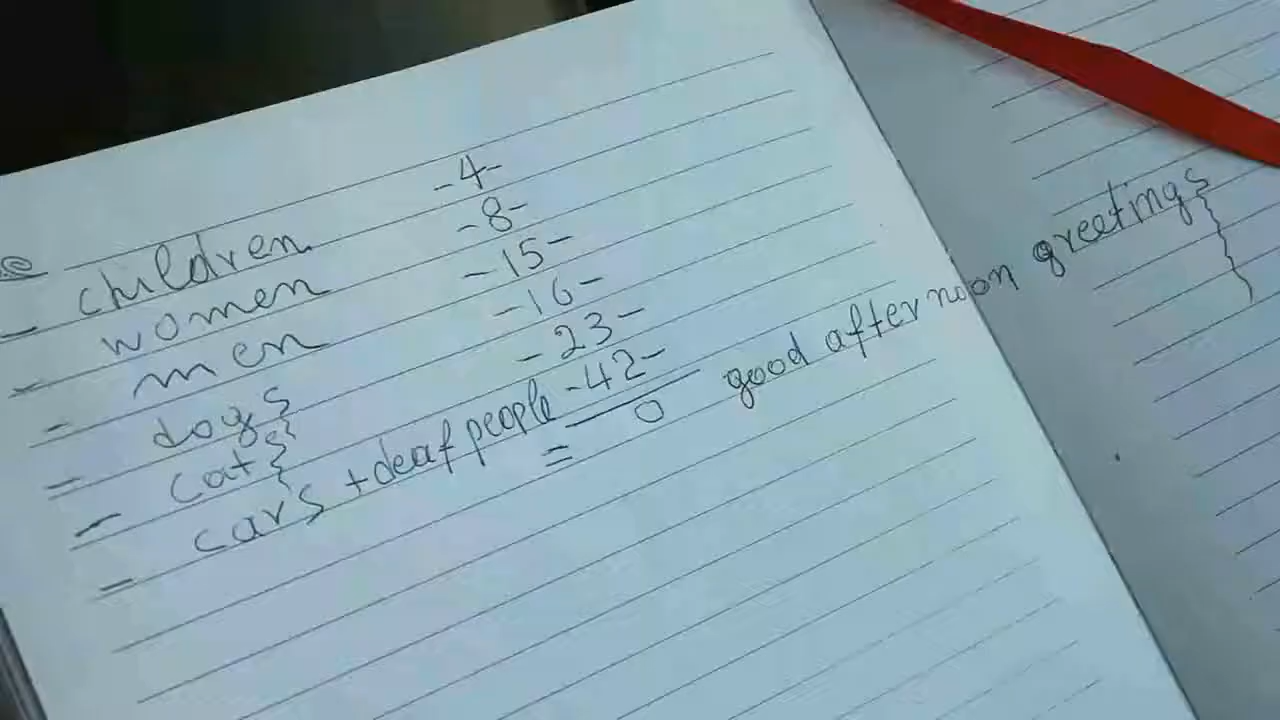 - children -4-
- women -8-
- men -15-
- dogs -16-
- cats -23-
- cars + deaf people -42-
= 0 good afternoon greetings